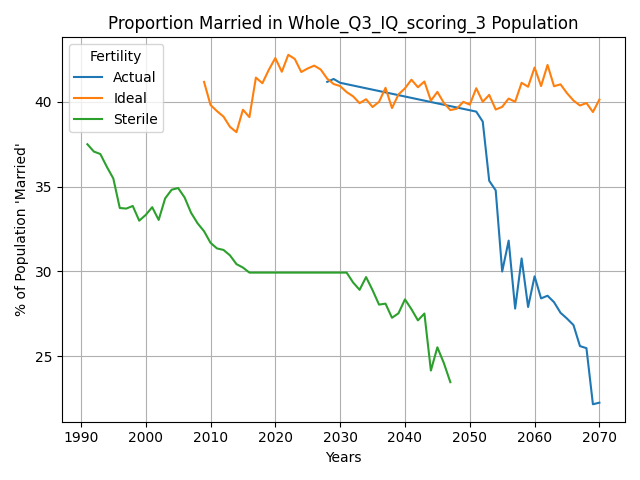 Proportion Married in Whole_Q3_IQ_scoring_3 Population
% of Population 'Married'
Fertility
Actual
Ideal
Sterile
40
35
30
25
1990 2000 2010 2020 2030 2040 2050 2060 2070
Years